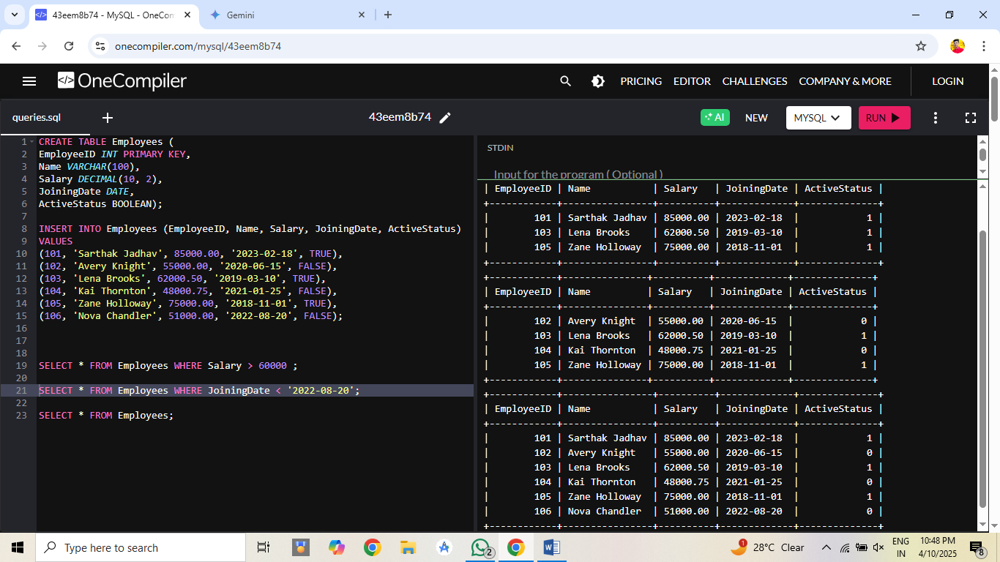 43eem8b74 - MySQL - OneCom
Gemini
onecompiler.com/mysql/43eem8b74
OneCompiler
PRICING EDITOR CHALLENGES COMPANY & MORE LOGIN
queries.sql
43eem8b74
AI NEW MYSQL RUN
1 CREATE TABLE Employees (
2 EmployeeID INT PRIMARY KEY,
3 Name VARCHAR(100),
4 Salary DECIMAL(10, 2),
5 JoiningDate DATE,
6 ActiveStatus BOOLEAN);
7
8 INSERT INTO Employees (EmployeeID, Name, Salary, JoiningDate, ActiveStatus)
9 VALUES
10 (101, 'Sarthak Jadhav', 85000.00, '2023-02-18', TRUE),
11 (102, 'Avery Knight', 55000.00, '2020-06-15', FALSE),
12 (103, 'Lena Brooks', 62000.50, '2019-03-10', TRUE),
13 (104, 'Kai Thornton', 48000.75, '2021-01-25', FALSE),
14 (105, 'Zane Holloway', 75000.00, '2018-11-01', TRUE),
15 (106, 'Nova Chandler', 51000.00, '2022-08-20', FALSE);
16
17
18
19 SELECT * FROM Employees WHERE Salary > 60000 ;
20
21 SELECT * FROM Employees WHERE JoiningDate < '2022-08-20';
22
23 SELECT * FROM Employees;
STDIN
Input for the program ( Optional )
| EmployeeID | Name           | Salary   | JoiningDate | ActiveStatus |
+------------+----------------+----------+-------------+--------------+
|        101 | Sarthak Jadhav | 85000.00 | 2023-02-18  |            1 |
|        103 | Lena Brooks    | 62000.50 | 2019-03-10  |            1 |
|        105 | Zane Holloway  | 75000.00 | 2018-11-01  |            1 |
+------------+----------------+----------+-------------+--------------+
+------------+---------------+----------+-------------+--------------+
| EmployeeID | Name          | Salary   | JoiningDate | ActiveStatus |
+------------+---------------+----------+-------------+--------------+
|        102 | Avery Knight  | 55000.00 | 2020-06-15  |            0 |
|        103 | Lena Brooks   | 62000.50 | 2019-03-10  |            1 |
|        104 | Kai Thornton  | 48000.75 | 2021-01-25  |            0 |
|        105 | Zane Holloway | 75000.00 | 2018-11-01  |            1 |
+------------+---------------+----------+-------------+--------------+
+------------+----------------+----------+-------------+--------------+
| EmployeeID | Name           | Salary   | JoiningDate | ActiveStatus |
+------------+----------------+----------+-------------+--------------+
|        101 | Sarthak Jadhav | 85000.00 | 2023-02-18  |            1 |
|        102 | Avery Knight   | 55000.00 | 2020-06-15  |            0 |
|        103 | Lena Brooks    | 62000.50 | 2019-03-10  |            1 |
|        104 | Kai Thornton   | 48000.75 | 2021-01-25  |            0 |
|        105 | Zane Holloway  | 75000.00 | 2018-11-01  |            1 |
|        106 | Nova Chandler  | 51000.00 | 2022-08-20  |            0 |
+------------+----------------+----------+-------------+--------------+
Type here to search
2
1
28°C Clear
ENG
IN
10:48 PM
4/10/2025
8